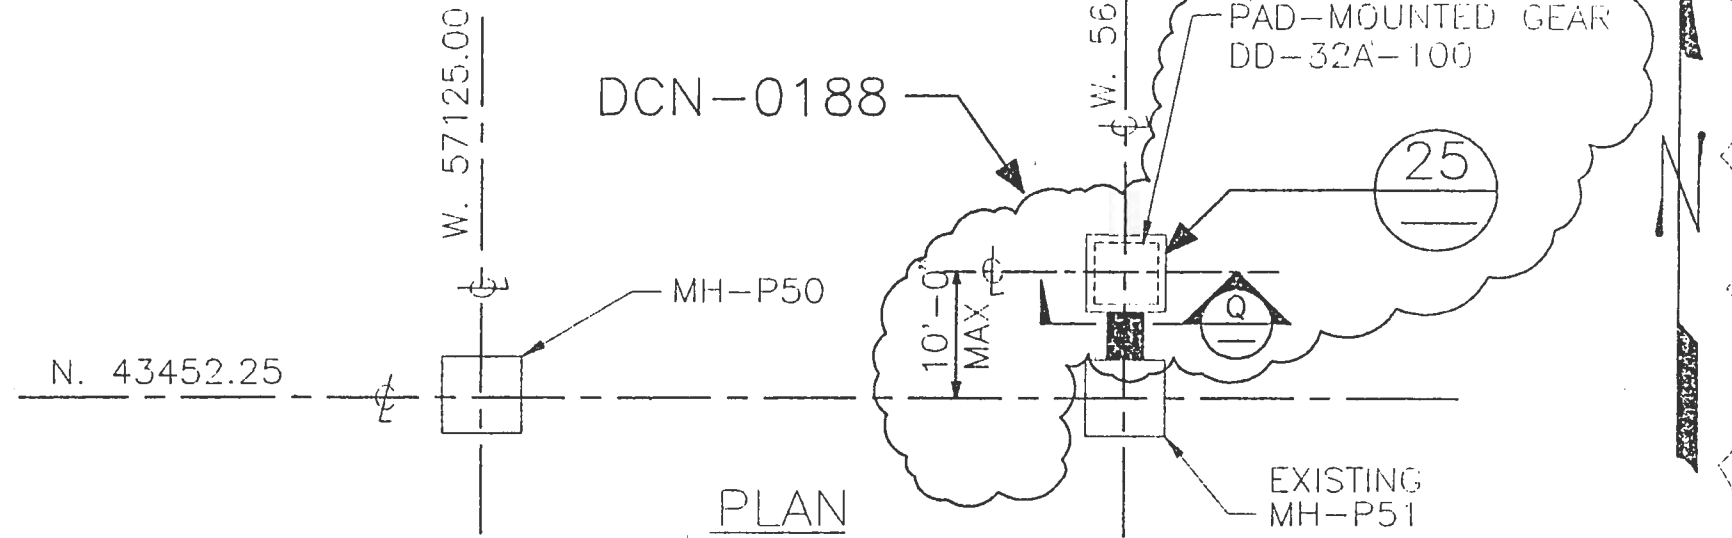 W. 57125.00
W. 56
PAD-MOUNTED GEAR
DD-32A-100
DCN-0188
25
N
MH-P50
10'-0"
MAX
Q
N. 43452.25
EXISTING
MH-P51
PLAN